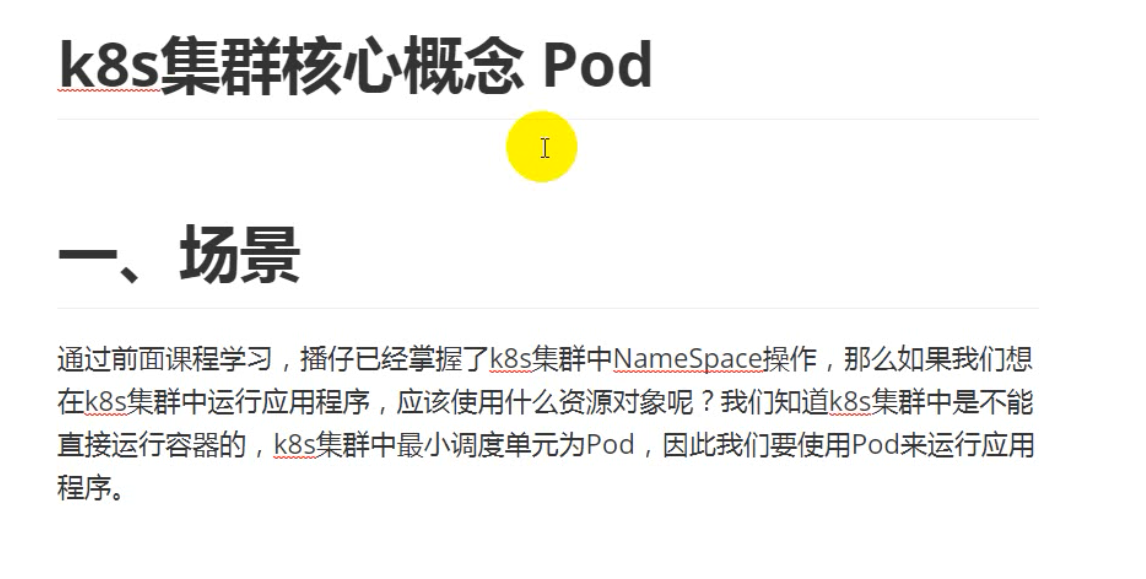 k8s集群核心概念 Pod
一、场景
通过前面课程学习，播仔已经掌握了k8s集群中NameSpace操作，那么如果我们想
在k8s集群中运行应用程序，应该使用什么资源对象呢？我们知道k8s集群中是不能
直接运行容器的，k8s集群中最小调度单元为Pod，因此我们要使用Pod来运行应用
程序。